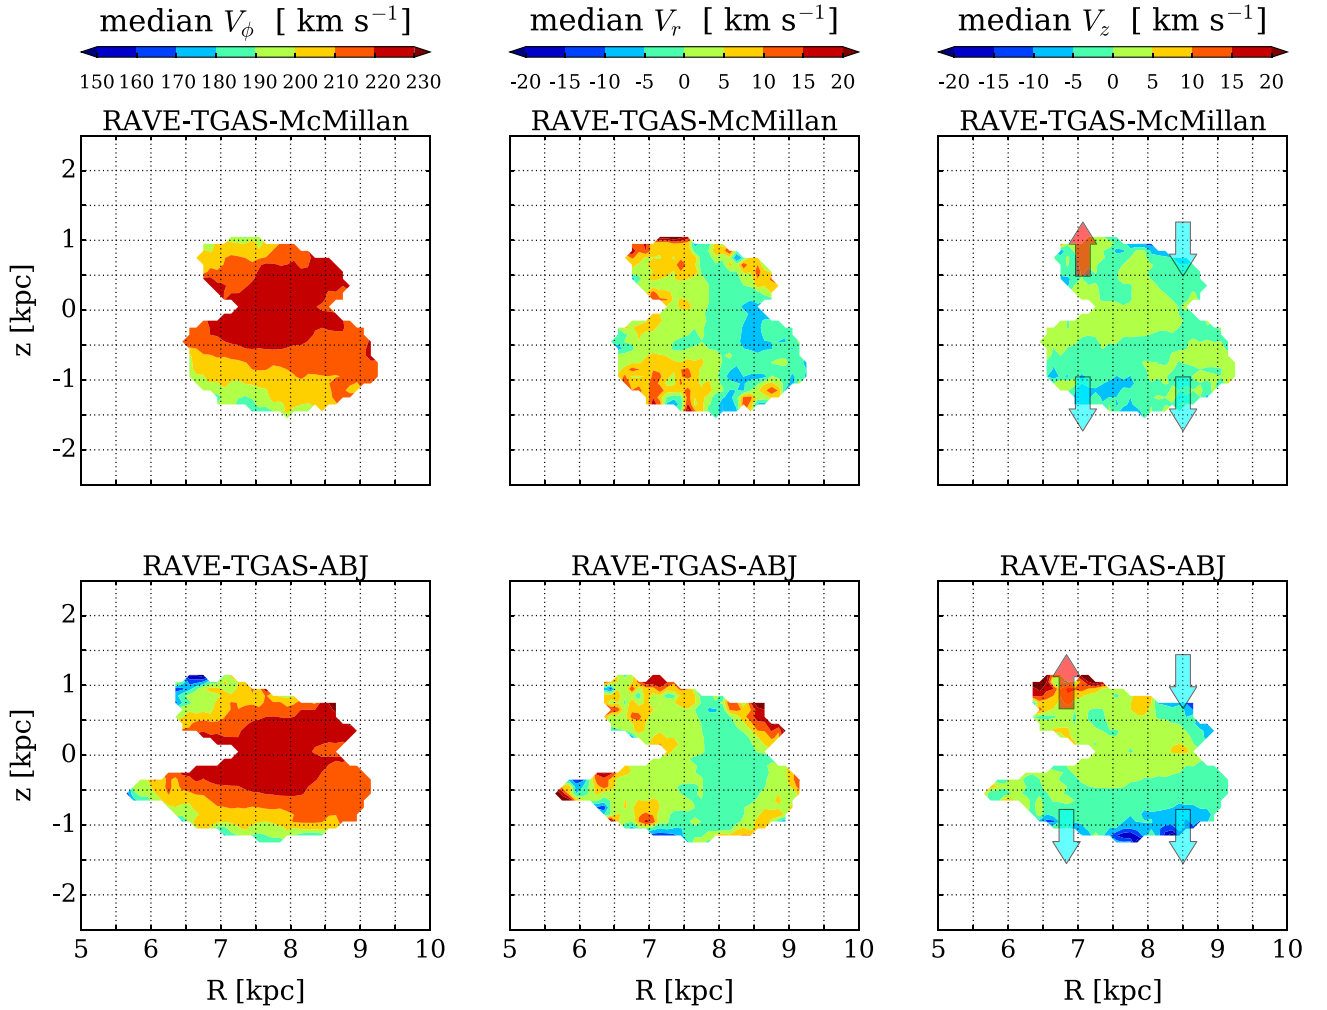 median Vϕ [ km s⁻¹] median Vr [ km s⁻¹] median Vz [ km s⁻¹]
150 160 170 180 190 200 210 220 230 -20 -15 -10 -5 0 5 10 15 20 -20 -15 -10 -5 0 5 10 15 20
RAVE-TGAS-McMillan RAVE-TGAS-McMillan RAVE-TGAS-McMillan
2
1
0
-1
-2
z [kpc]
RAVE-TGAS-ABJ RAVE-TGAS-ABJ RAVE-TGAS-ABJ
2
1
0
-1
-2
z [kpc]
5 6 7 8 9 10 5 6 7 8 9 10 5 6 7 8 9 10
R [kpc] R [kpc] R [kpc]